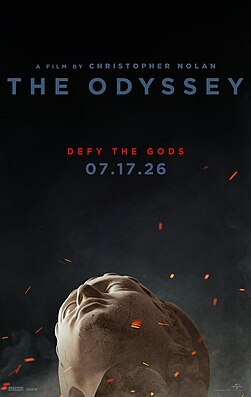 A FILM BY CHRISTOPHER NOLAN
THE ODYSSEY
DEFY THE GODS
07.17.26